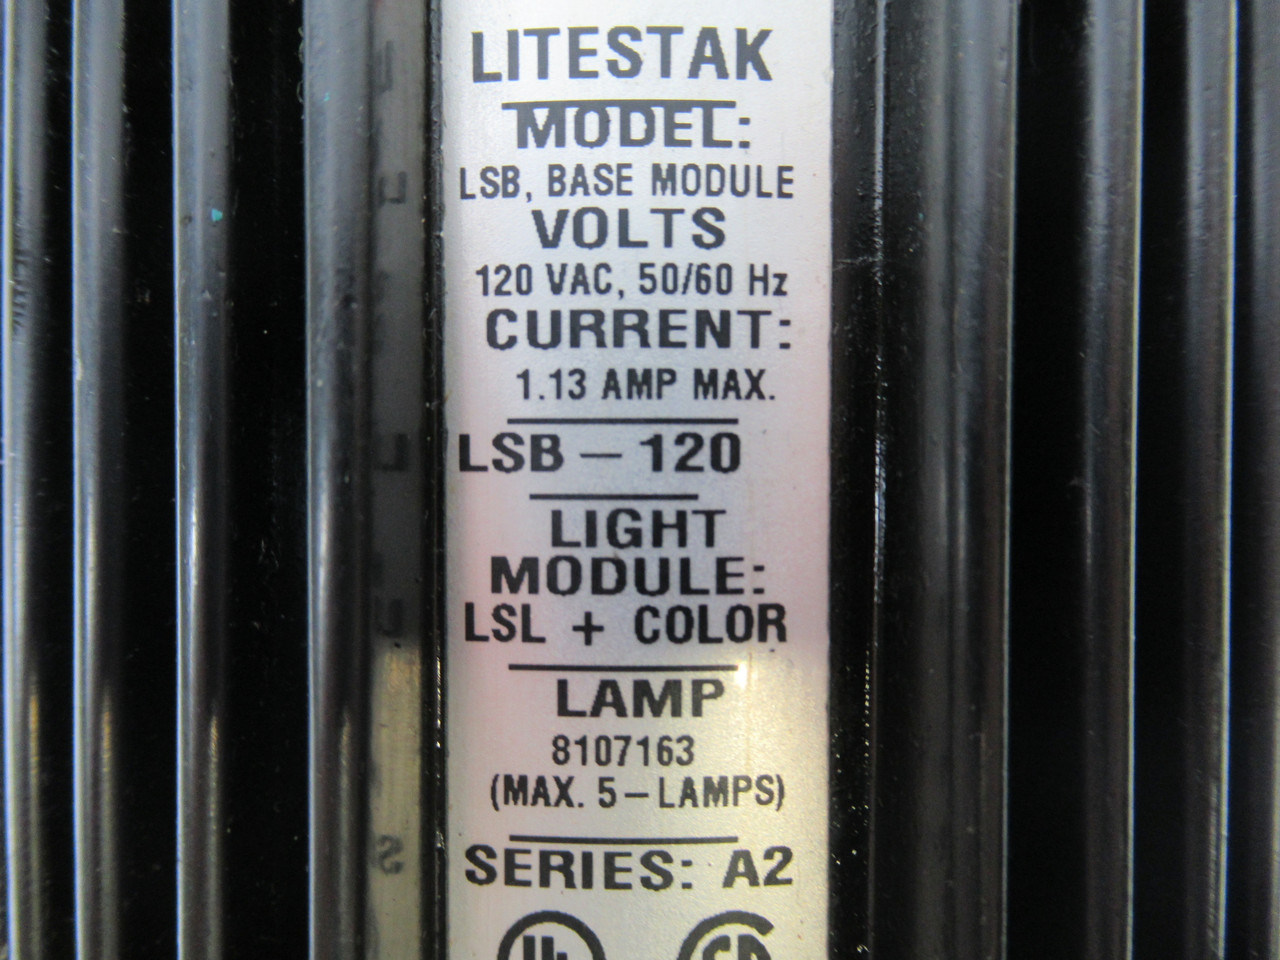 LITESTAK
MODEL:
LSB, BASE MODULE
VOLTS
120 VAC, 50/60 Hz
CURRENT:
1.13 AMP MAX.
LSB – 120
LIGHT
MODULE:
LSL + COLOR
LAMP
8107163
(MAX. 5 – LAMPS)
SERIES: A2
UL